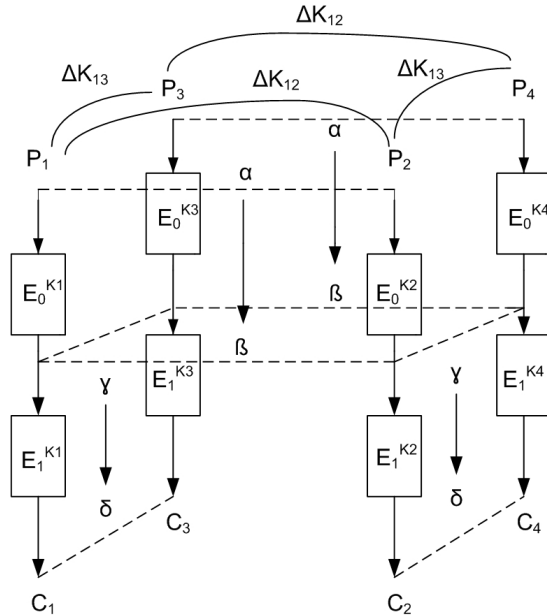 ΔK₁₂
ΔK₁₃ P₃ ΔK₁₂ ΔK₁₃ P₄
P₁ α P₂
α
E₀ᴷ³ E₀ᴷ⁴
E₀ᴷ¹ ß E₀ᴷ²
ß
E₁ᴷ³ E₁ᴷ⁴
γ γ
E₁ᴷ¹ E₁ᴷ²
δ δ
C₃ C₄
C₁ C₂